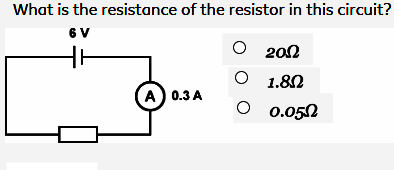 What is the resistance of the resistor in this circuit?
6 V
A 0.3 A
20Ω
1.8Ω
0.05Ω